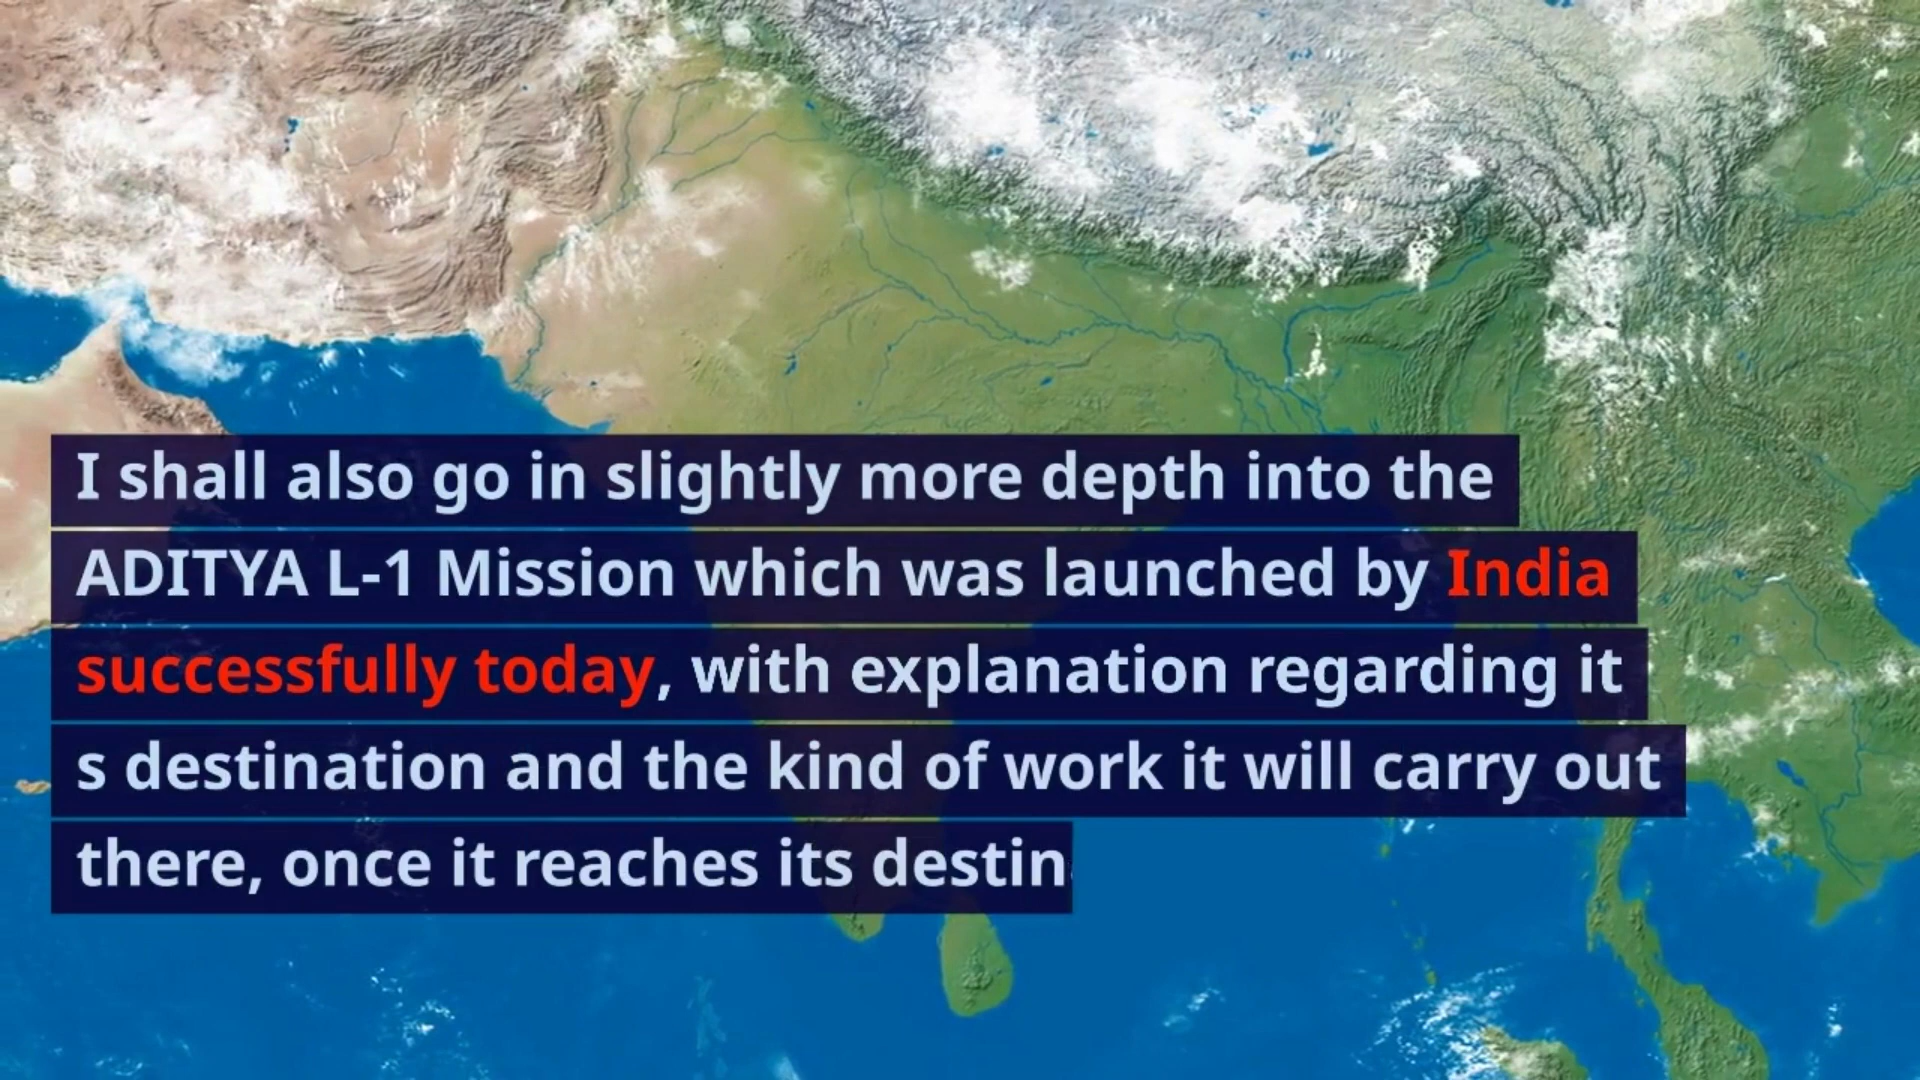 I shall also go in slightly more depth into the
ADITYA L-1 Mission which was launched by India
successfully today, with explanation regarding it
s destination and the kind of work it will carry out
there, once it reaches its destin